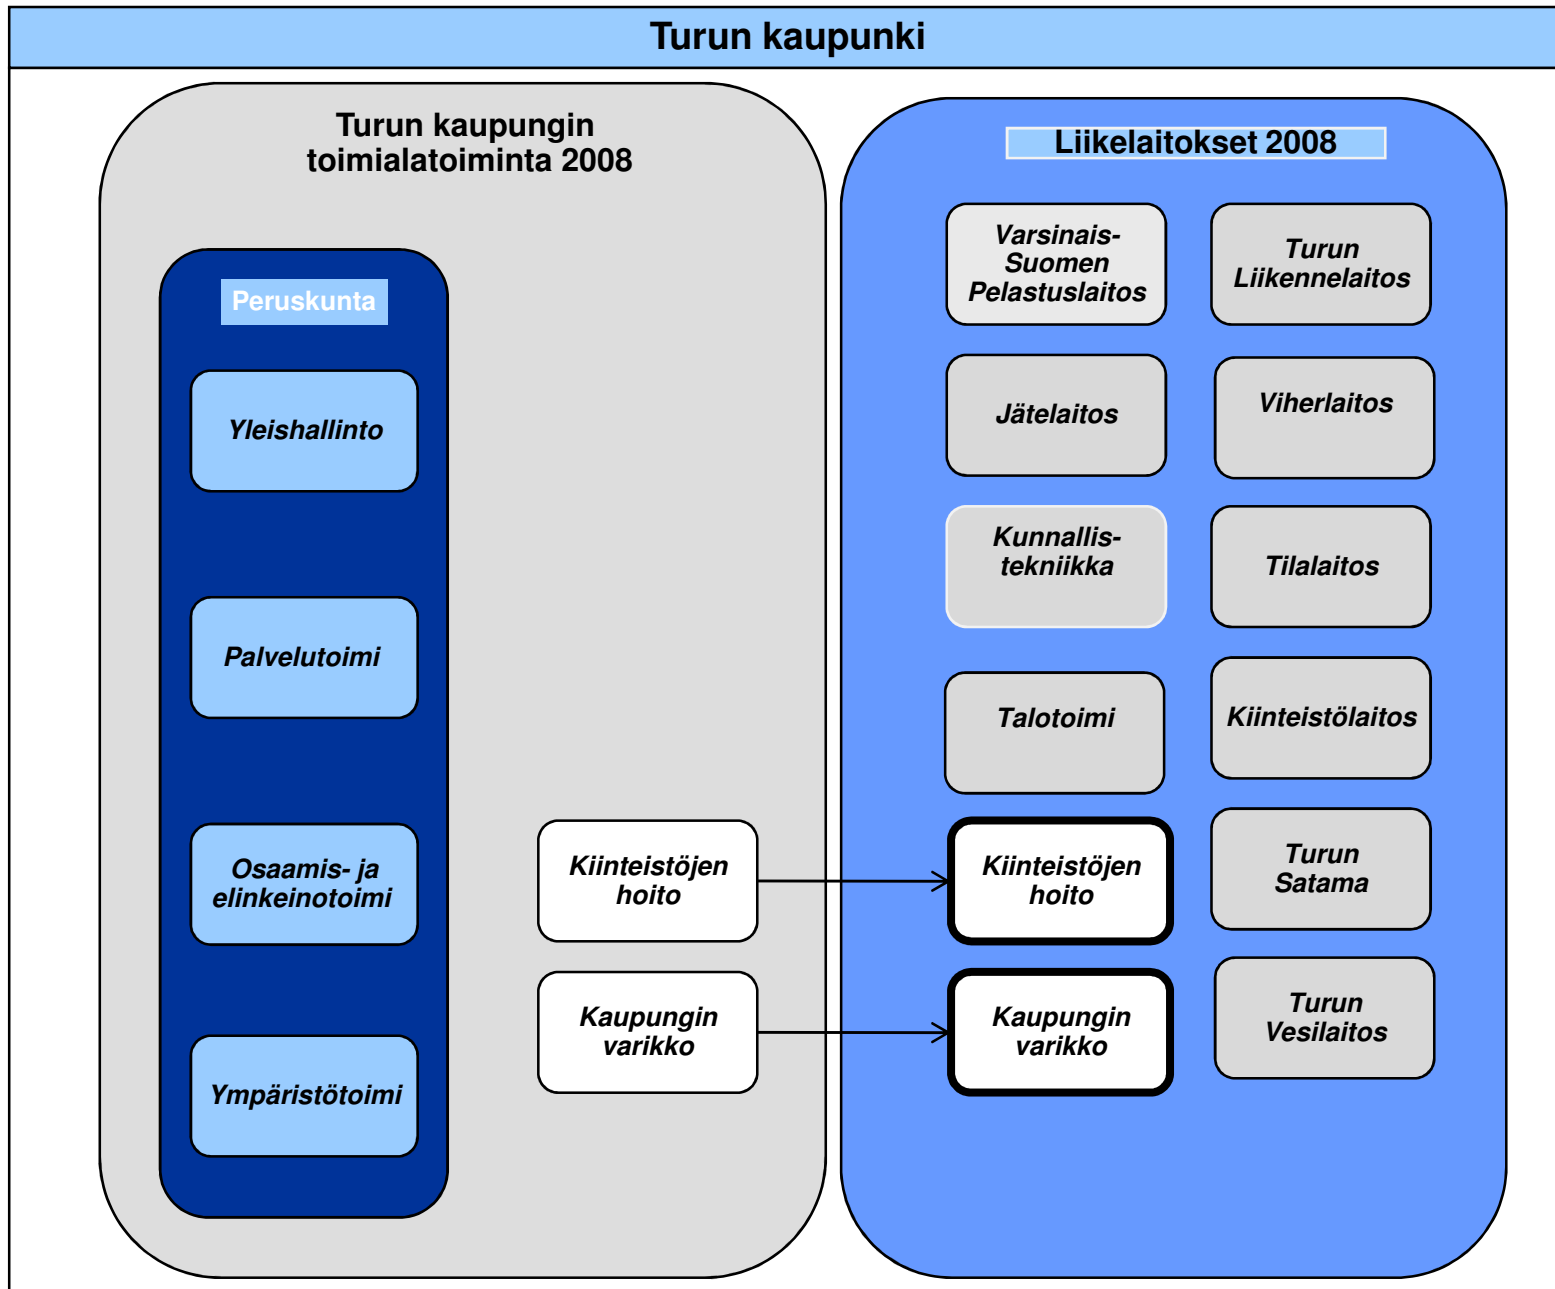 Turun kaupunki
Turun kaupungin
toimialatoiminta 2008
Peruskunta
Yleishallinto
Palvelutoimi
Osaamis- ja
elinkeinotoimi
Ympäristötoimi
Kiinteistöjen
hoito
Kaupungin
varikko
Liikelaitokset 2008
Varsinais-
Suomen
Pelastuslaitos
Turun
Liikennelaitos
Jätelaitos
Viherlaitos
Kunnallis-
tekniikka
Tilalaitos
Talotoimi
Kiinteistölaitos
Kiinteistöjen
hoito
Turun
Satama
Kaupungin
varikko
Turun
Vesilaitos